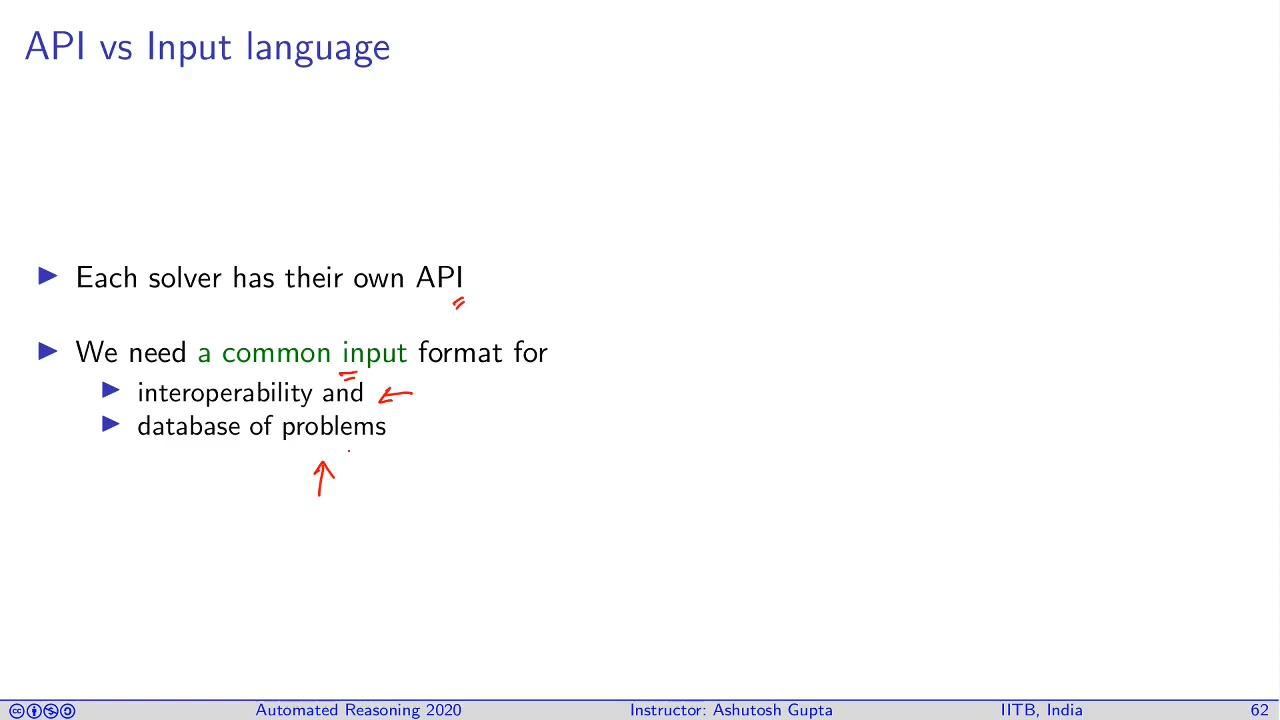 API vs Input language
Each solver has their own API
We need a common input format for
interoperability and
database of problems
Automated Reasoning 2020 Instructor: Ashutosh Gupta IITB, India 62